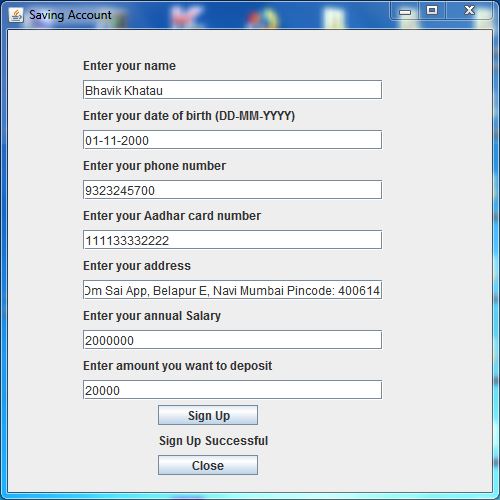 Saving Account
Enter your name
Bhavik Khatau
Enter your date of birth (DD-MM-YYYY)
01-11-2000
Enter your phone number
9323245700
Enter your Aadhar card number
111133332222
Enter your address
Om Sai App, Belapur E, Navi Mumbai Pincode: 400614
Enter your annual Salary
2000000
Enter amount you want to deposit
20000
Sign Up
Sign Up Successful
Close